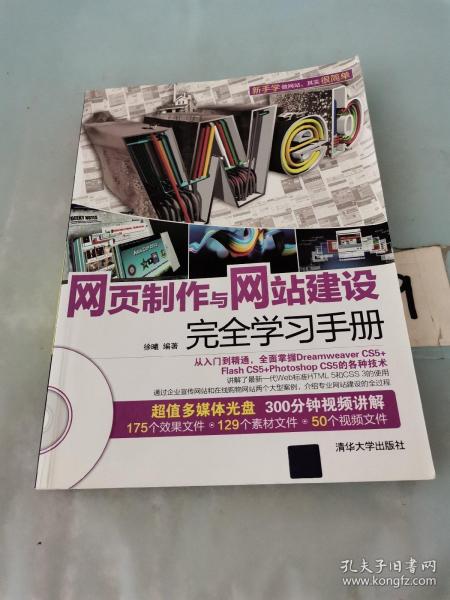 新手学做网站，其实很简单
Web
GEEKY NOTES
网页制作与网站建设
完全学习手册
徐曦 编著
从入门到精通，全面掌握Dreamweaver CS5+
Flash CS5+Photoshop CS5的各种技术
讲解了最新一代Web标准HTML 5和CSS 3的使用
通过企业宣传网站和在线购物网站两个大型案例，介绍专业网站建设的全过程
超值多媒体光盘 300分钟视频讲解
175个效果文件 • 129个素材文件 • 50个视频文件
清华大学出版社
孔夫子旧书网
www.kongfz.com